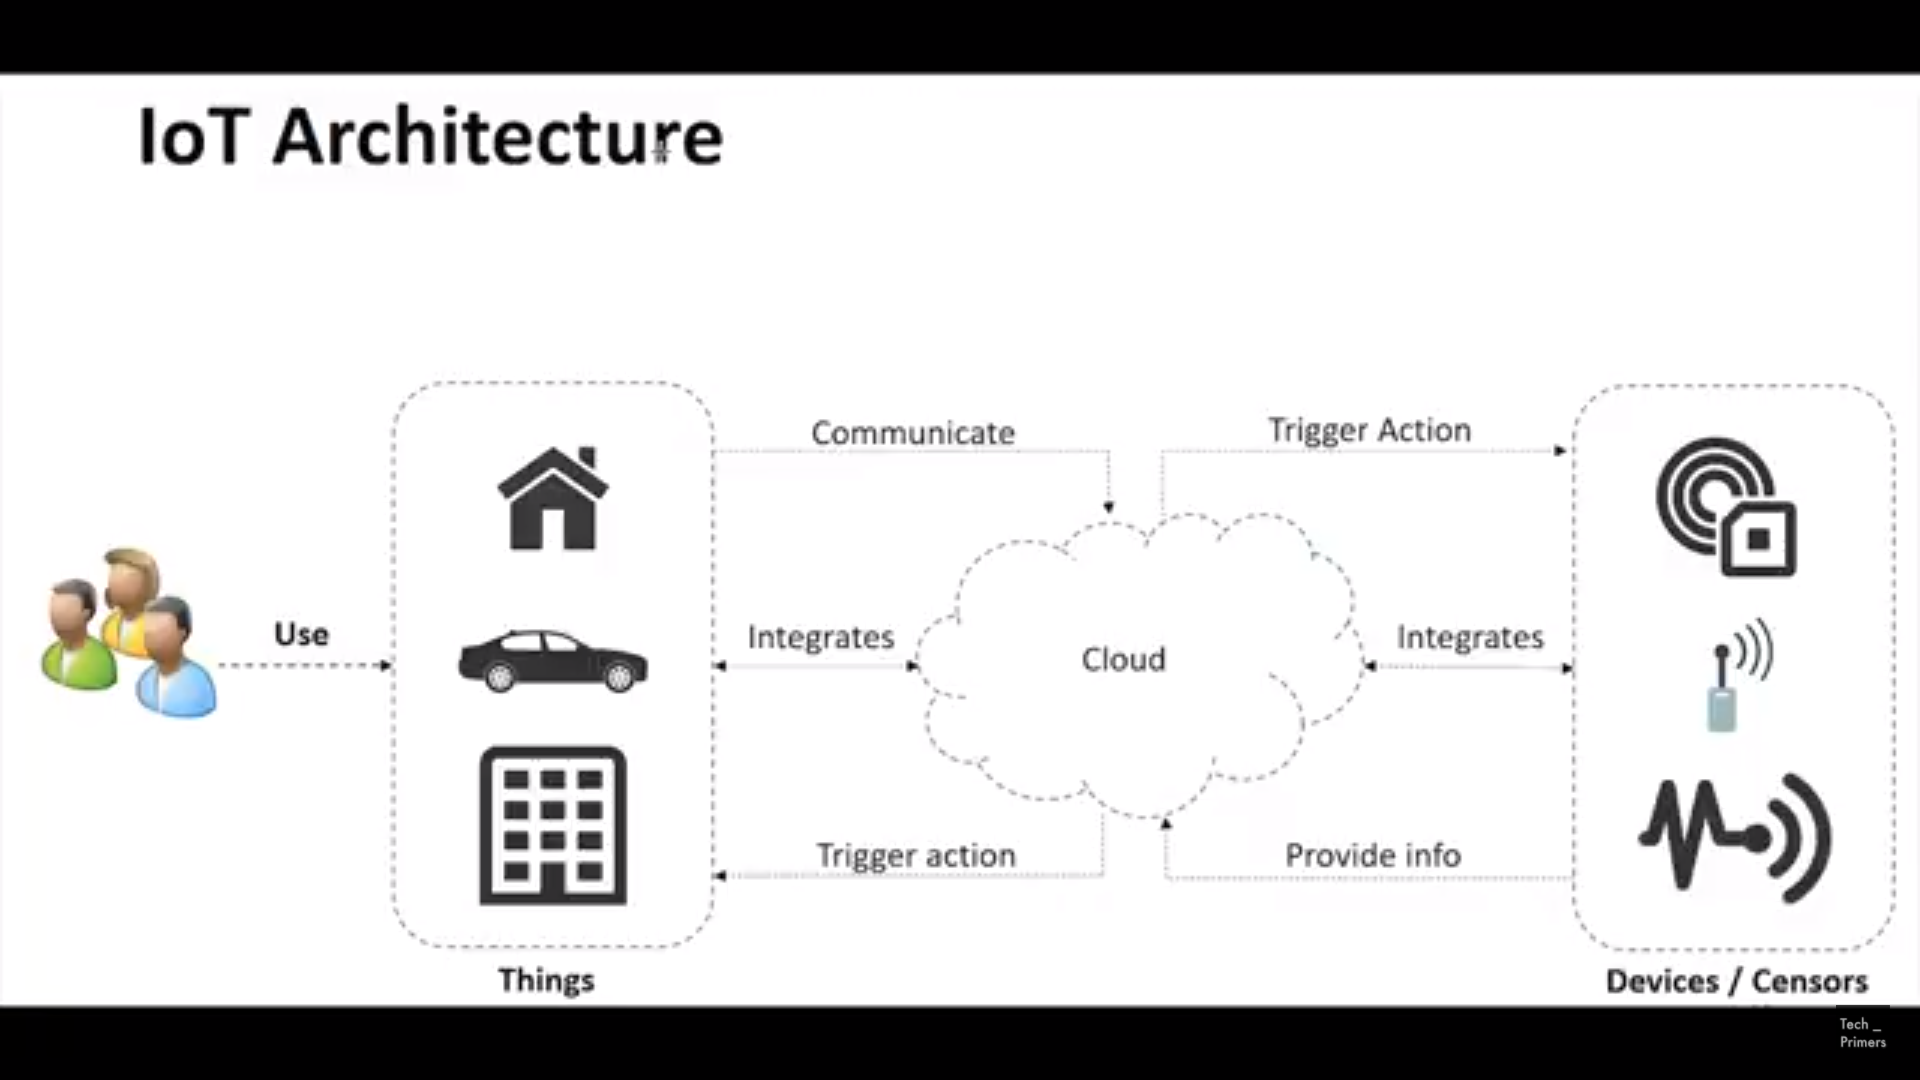 IoT Architecture
Communicate
Trigger Action
Use
Integrates
Cloud
Integrates
Trigger action
Provide info
Things
Devices / Censors
Tech _
Primers